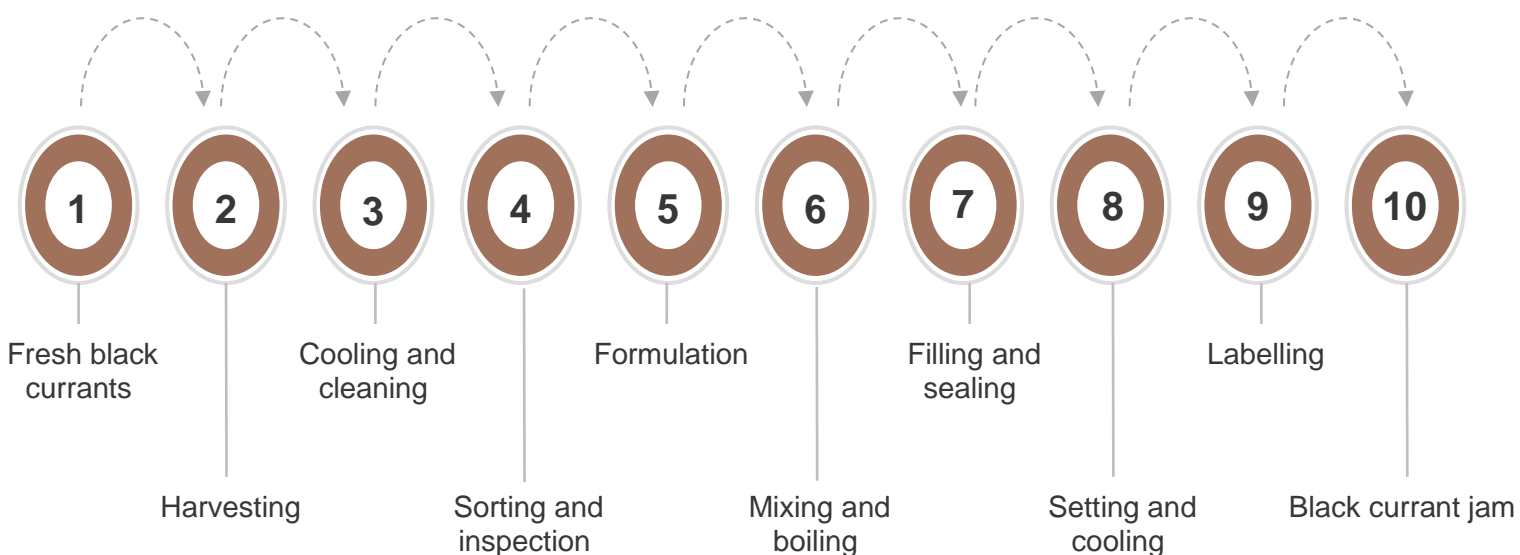 1
2
3
4
5
6
7
8
9
10
Fresh black
currants
Harvesting
Cooling and
cleaning
Sorting and
inspection
Formulation
Mixing and
boiling
Filling and
sealing
Setting and
cooling
Labelling
Black currant jam